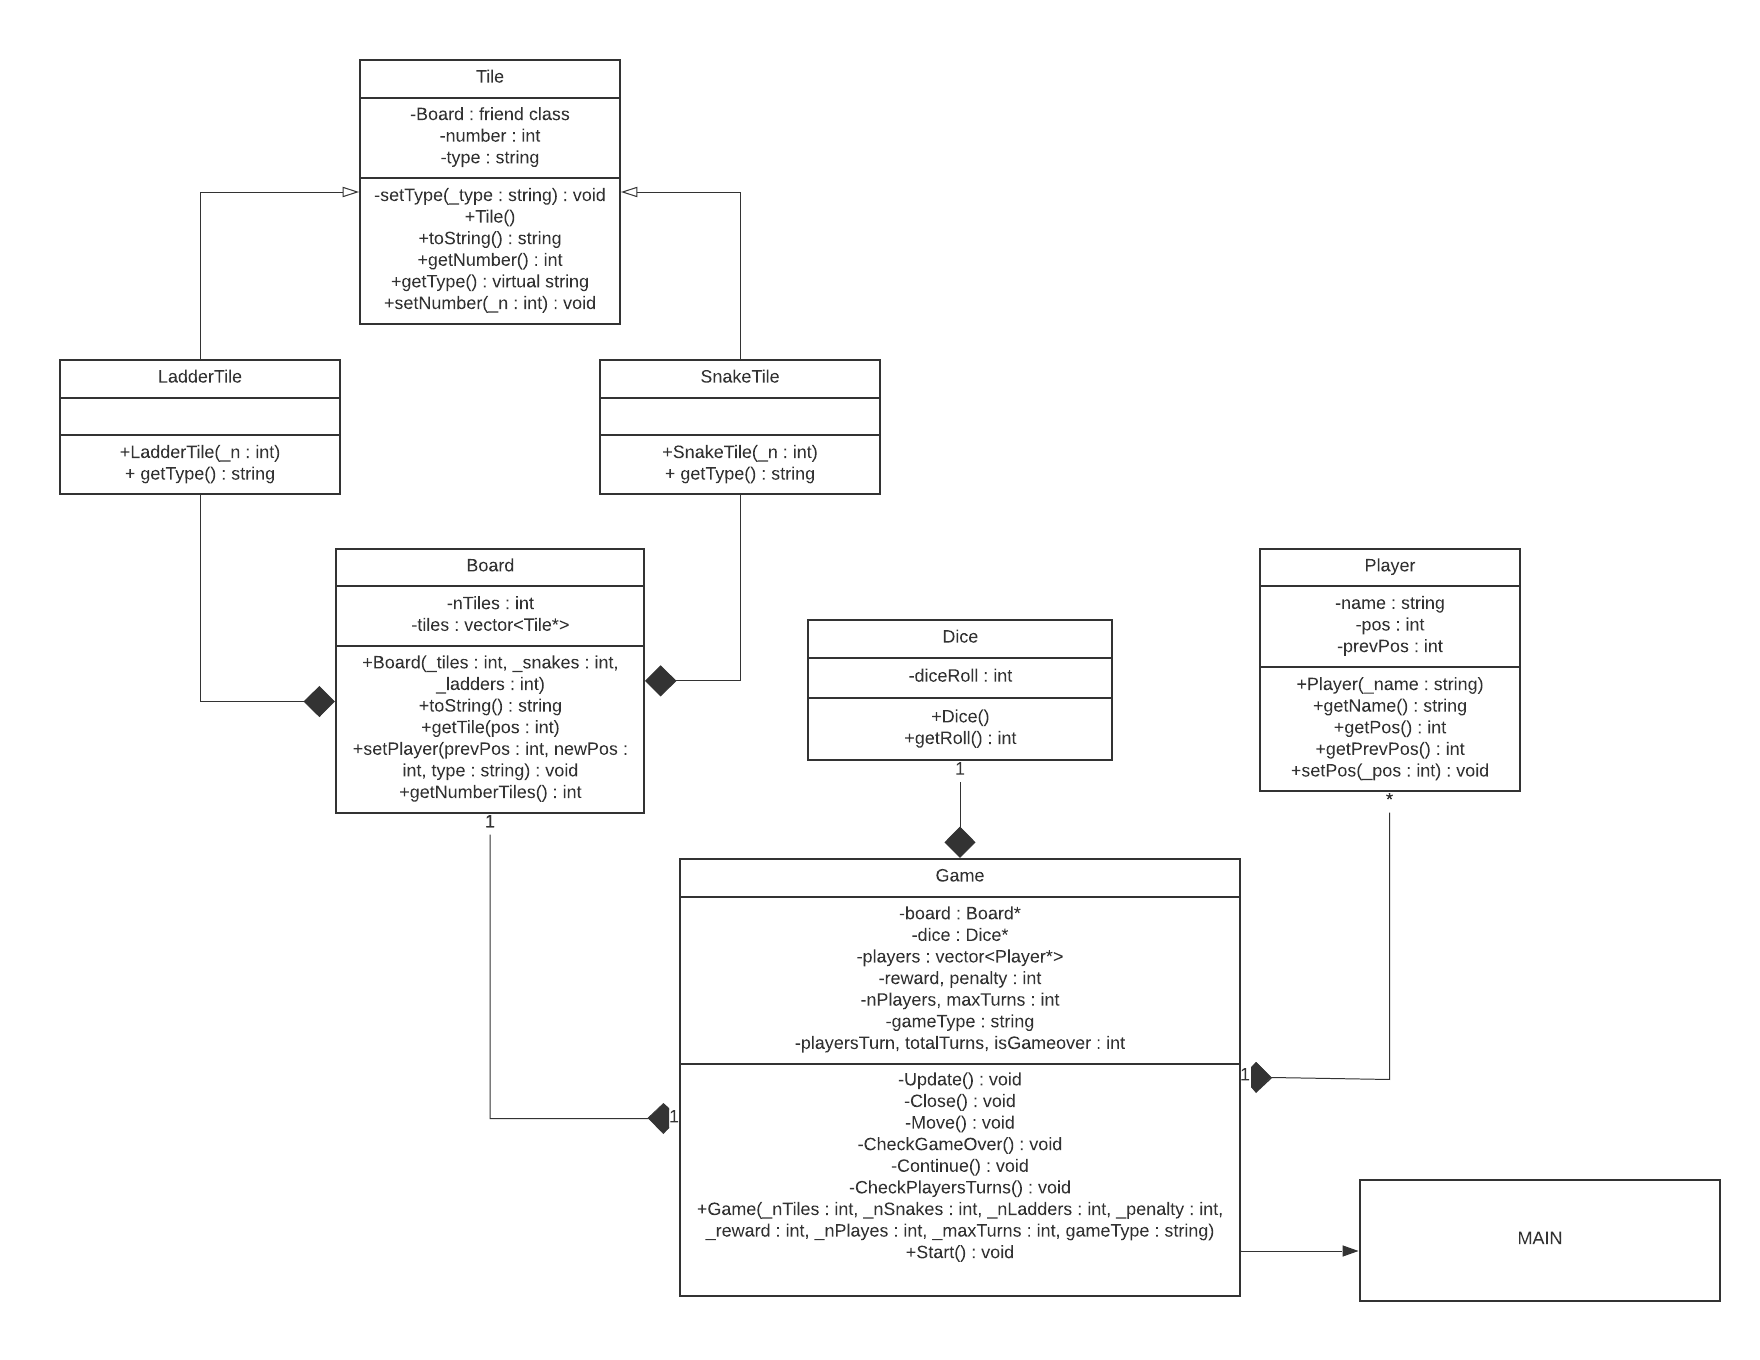 Tile
-Board : friend class
-number : int
-type : string
-setType(_type : string) : void
+Tile()
+toString() : string
+getNumber() : int
+getType() : virtual string
+setNumber(_n : int) : void
LadderTile
+LadderTile(_n : int)
+ getType() : string
SnakeTile
+SnakeTile(_n : int)
+ getType() : string
Board
-nTiles : int
-tiles : vector<Tile*>
+Board(_tiles : int, _snakes : int,
_ladders : int)
+toString() : string
+getTile(pos : int)
+setPlayer(prevPos : int, newPos :
int, type : string) : void
+getNumberTiles() : int
1
Dice
-diceRoll : int
+Dice()
+getRoll() : int
1
Player
-name : string
-pos : int
-prevPos : int
+Player(_name : string)
+getName() : string
+getPos() : int
+getPrevPos() : int
+setPos(_pos : int) : void
*
Game
-board : Board*
-dice : Dice*
-players : vector<Player*>
-reward, penalty : int
-nPlayers, maxTurns : int
-gameType : string
-playersTurn, totalTurns, isGameover : int
-Update() : void
-Close() : void
-Move() : void
-CheckGameOver() : void
-Continue() : void
-CheckPlayersTurns() : void
+Game(_nTiles : int, _nSnakes : int, _nLadders : int, _penalty : int,
_reward : int, _nPlayes : int, _maxTurns : int, gameType : string)
+Start() : void
1
1
MAIN